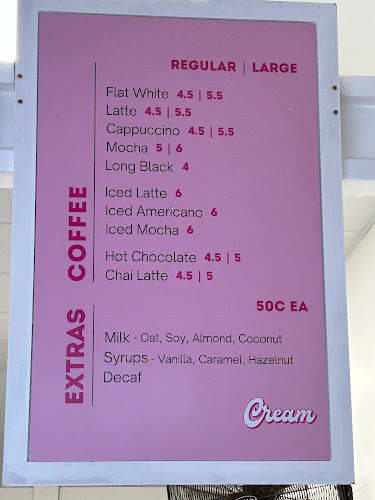 REGULAR | LARGE
COFFEE
Flat White 4.5 | 5.5
Latte 4.5 | 5.5
Cappuccino 4.5 | 5.5
Mocha 5 | 6
Long Black 4
Iced Latte 6
Iced Americano 6
Iced Mocha 6
Hot Chocolate 4.5 | 5
Chai Latte 4.5 | 5
EXTRAS
50C EA
Milk - Oat, Soy, Almond, Coconut
Syrups - Vanilla, Caramel, Hazelnut
Decaf
Cream